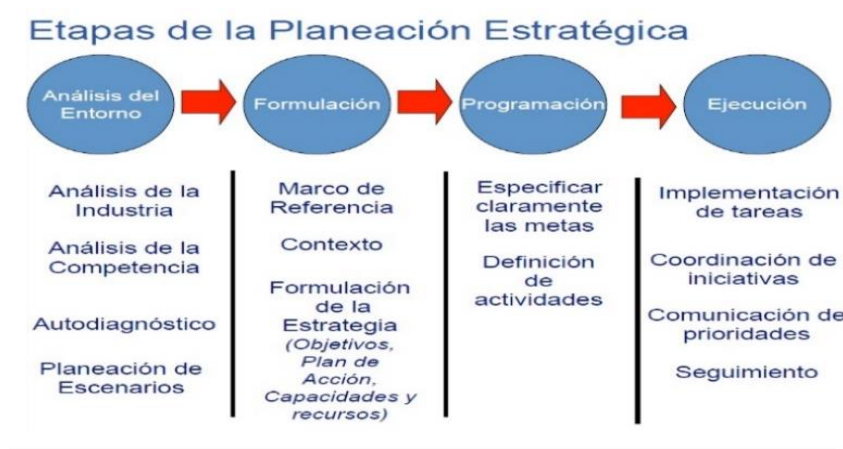 Etapas de la Planeación Estratégica
Análisis del
Entorno
Formulación
Programación
Ejecución
Análisis de la
Industria
Análisis de la
Competencia
Autodiagnóstico
Planeación de
Escenarios
Marco de
Referencia
Contexto
Formulación
de la
Estrategia
(Objetivos,
Plan de
Acción,
Capacidades y
recursos)
Especificar
claramente
las metas
Definición
de
actividades
Implementación
de tareas
Coordinación de
iniciativas
Comunicación de
prioridades
Seguimiento